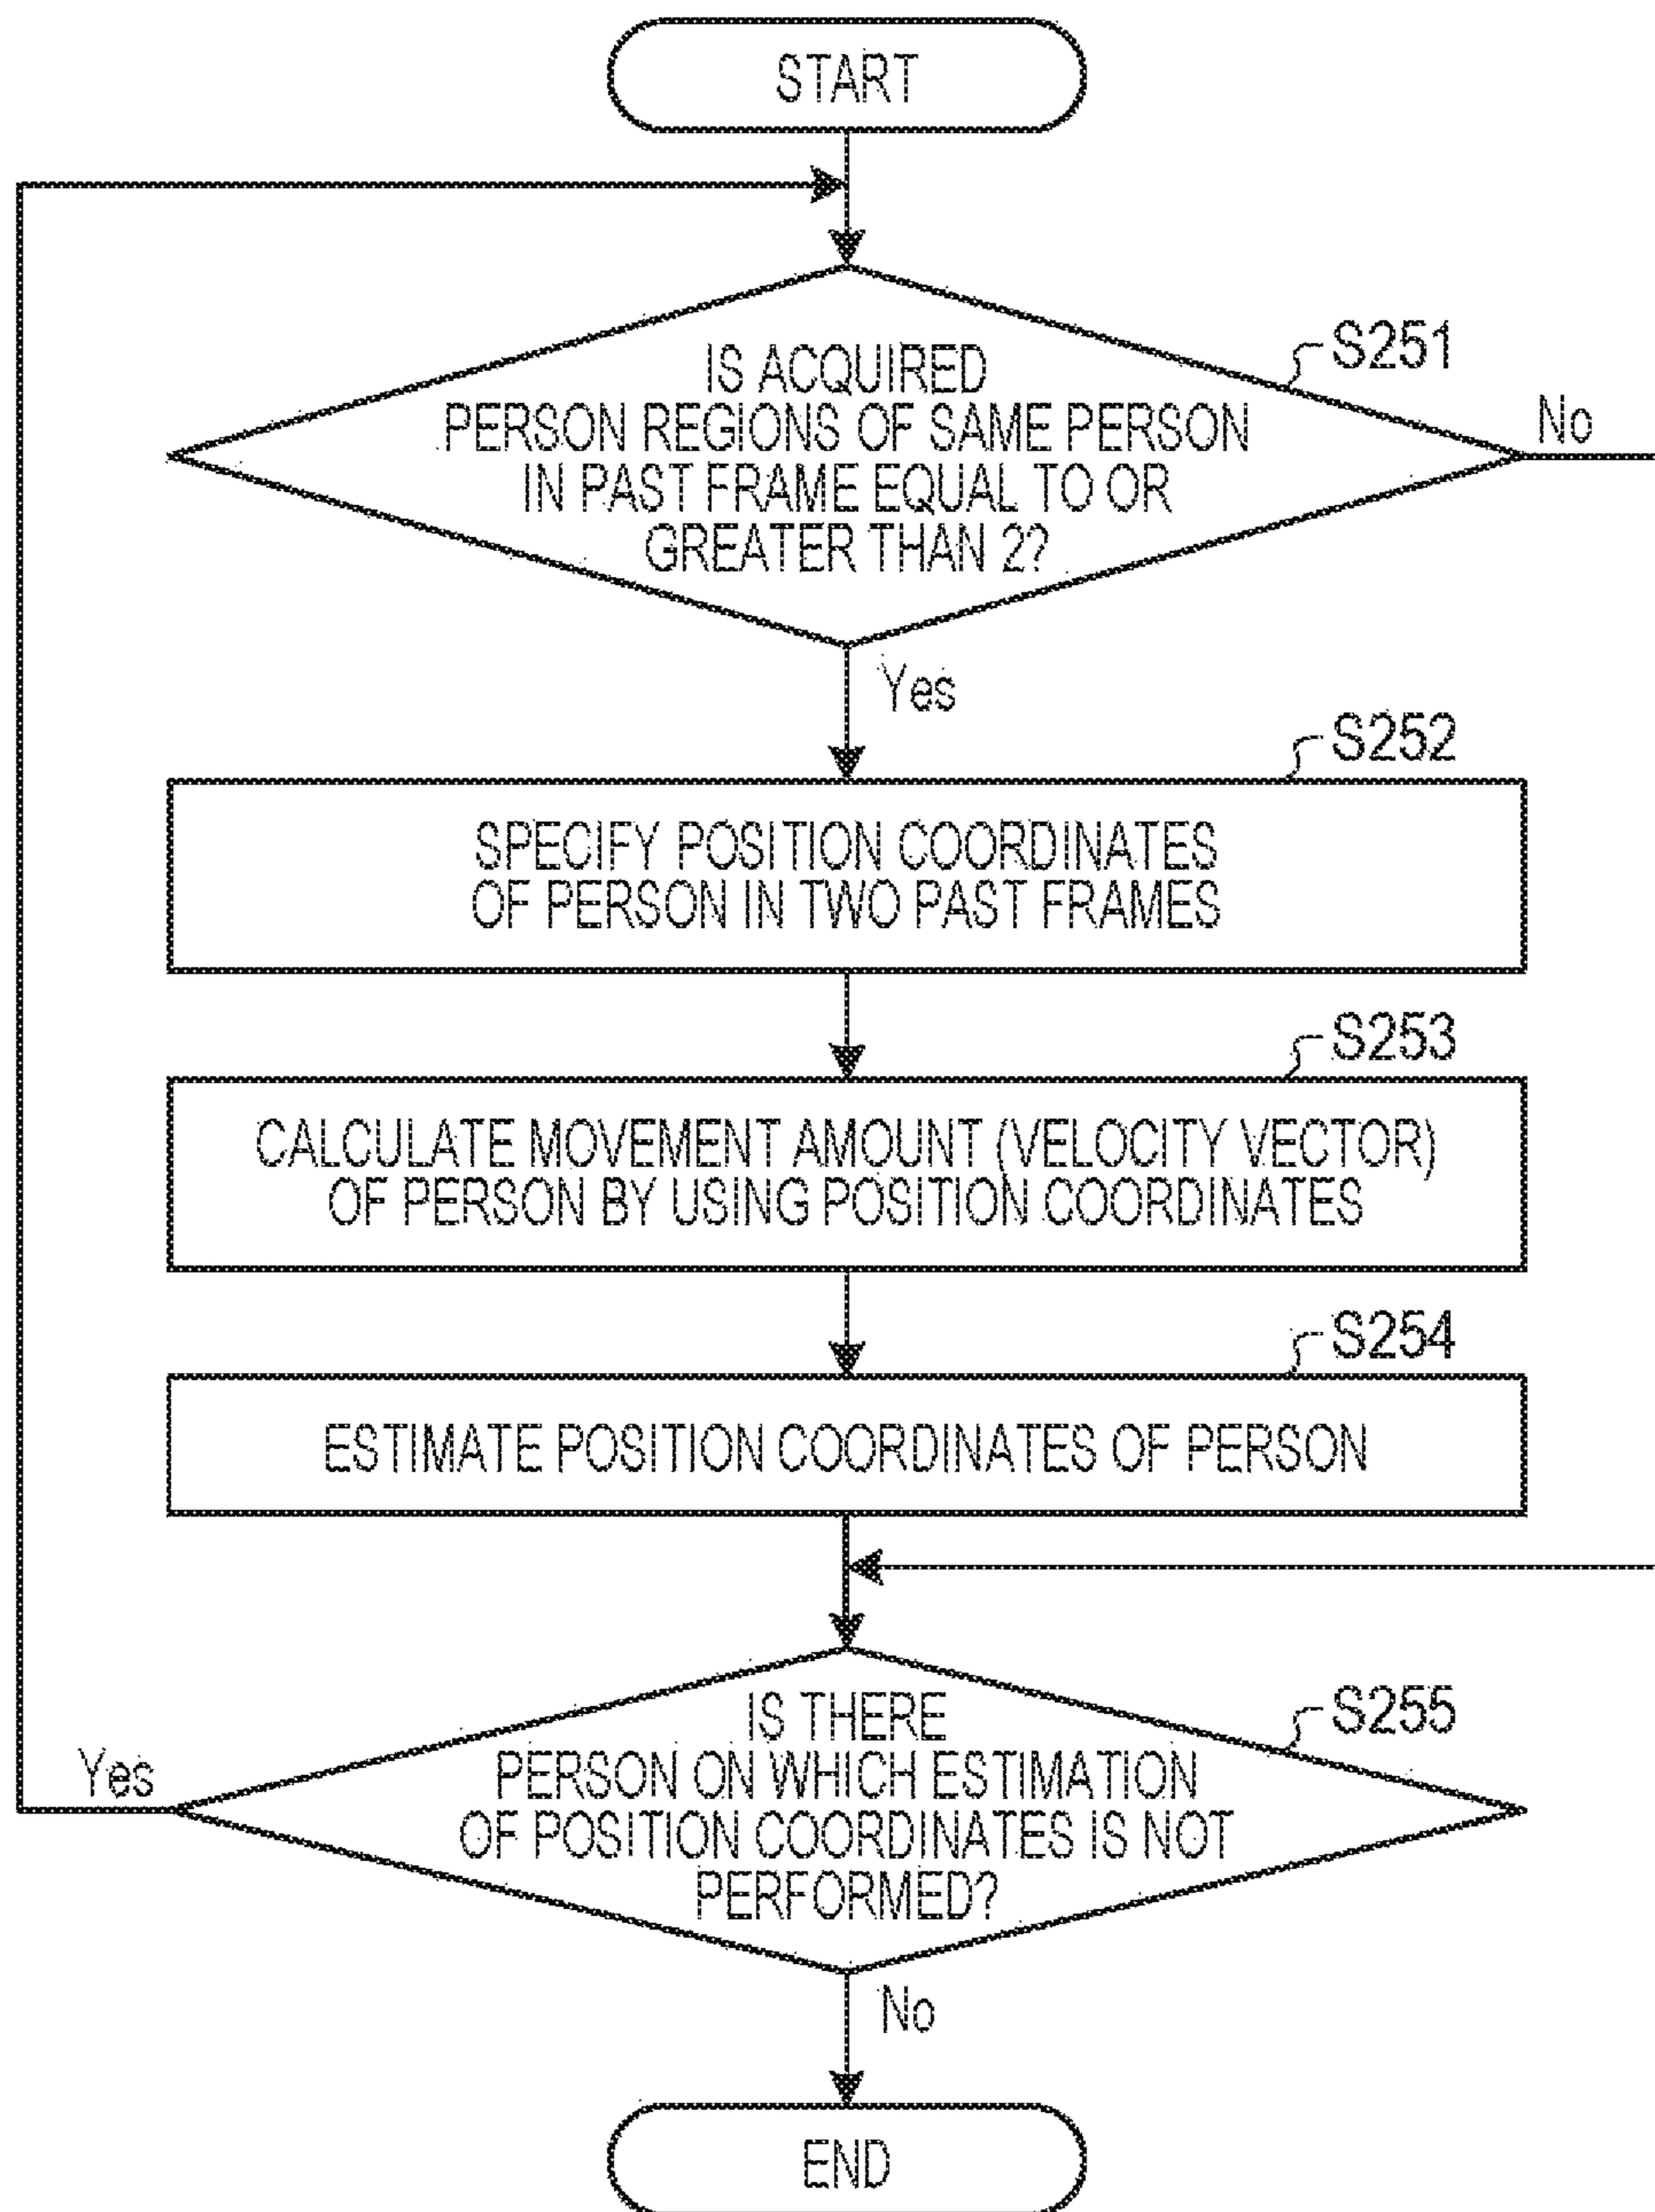 START
IS ACQUIRED
PERSON REGIONS OF SAME PERSON
IN PAST FRAME EQUAL TO OR
GREATER THAN 2?
S251
No
Yes
S252
SPECIFY POSITION COORDINATES
OF PERSON IN TWO PAST FRAMES
S253
CALCULATE MOVEMENT AMOUNT (VELOCITY VECTOR)
OF PERSON BY USING POSITION COORDINATES
S254
ESTIMATE POSITION COORDINATES OF PERSON
S255
IS THERE
PERSON ON WHICH ESTIMATION
OF POSITION COORDINATES IS NOT
PERFORMED?
Yes
No
END